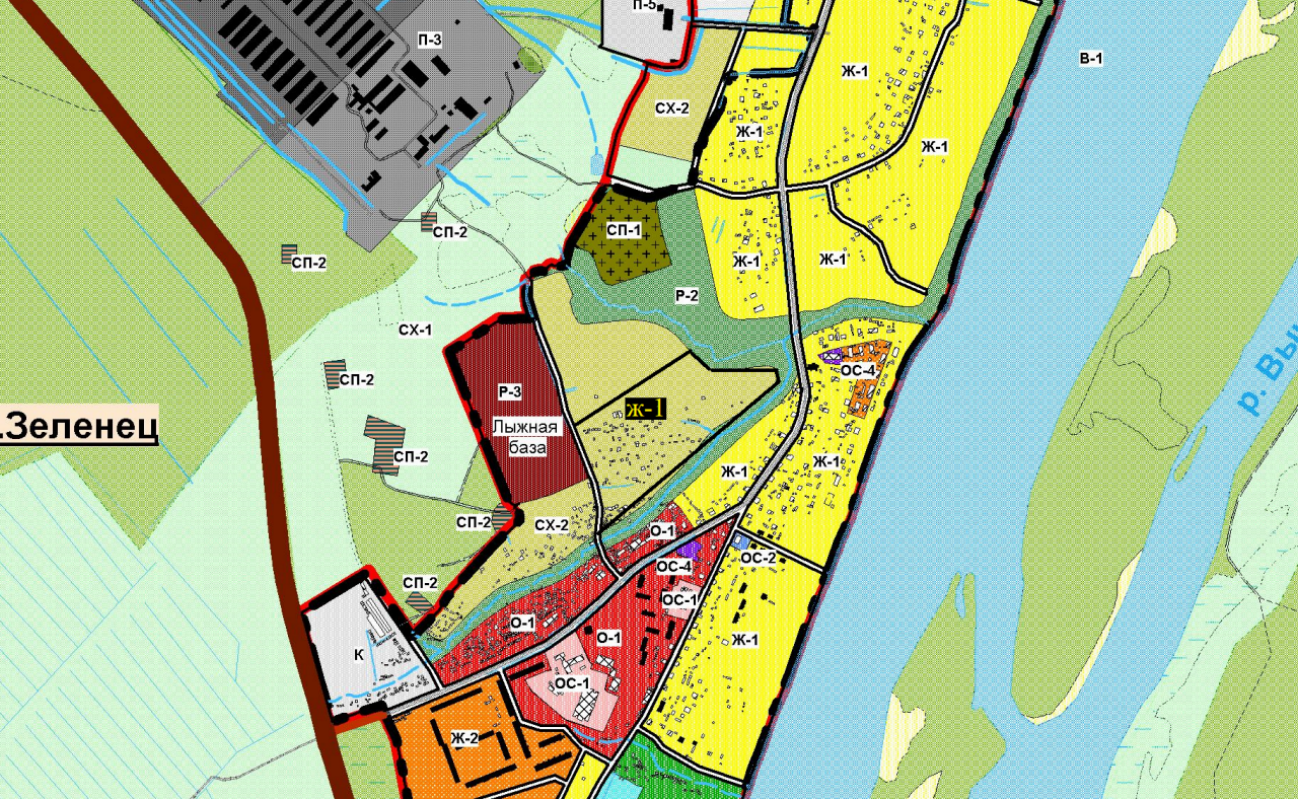 П-5
П-3
В-1
Ж-1
СХ-2
Ж-1
Ж-1
СП-1
СП-2
СП-2
Ж-1
Ж-1
Р-2
СХ-1
р. Вы
СП-2
ОС-4
Р-3
ж-1
.Зеленец
Лыжная
база
СП-2
Ж-1
Ж-1
СП-2
СХ-2
О-1
ОС-2
ОС-4
СП-2
ОС-1
О-1
О-1
Ж-1
К
ОС-1
Ж-2